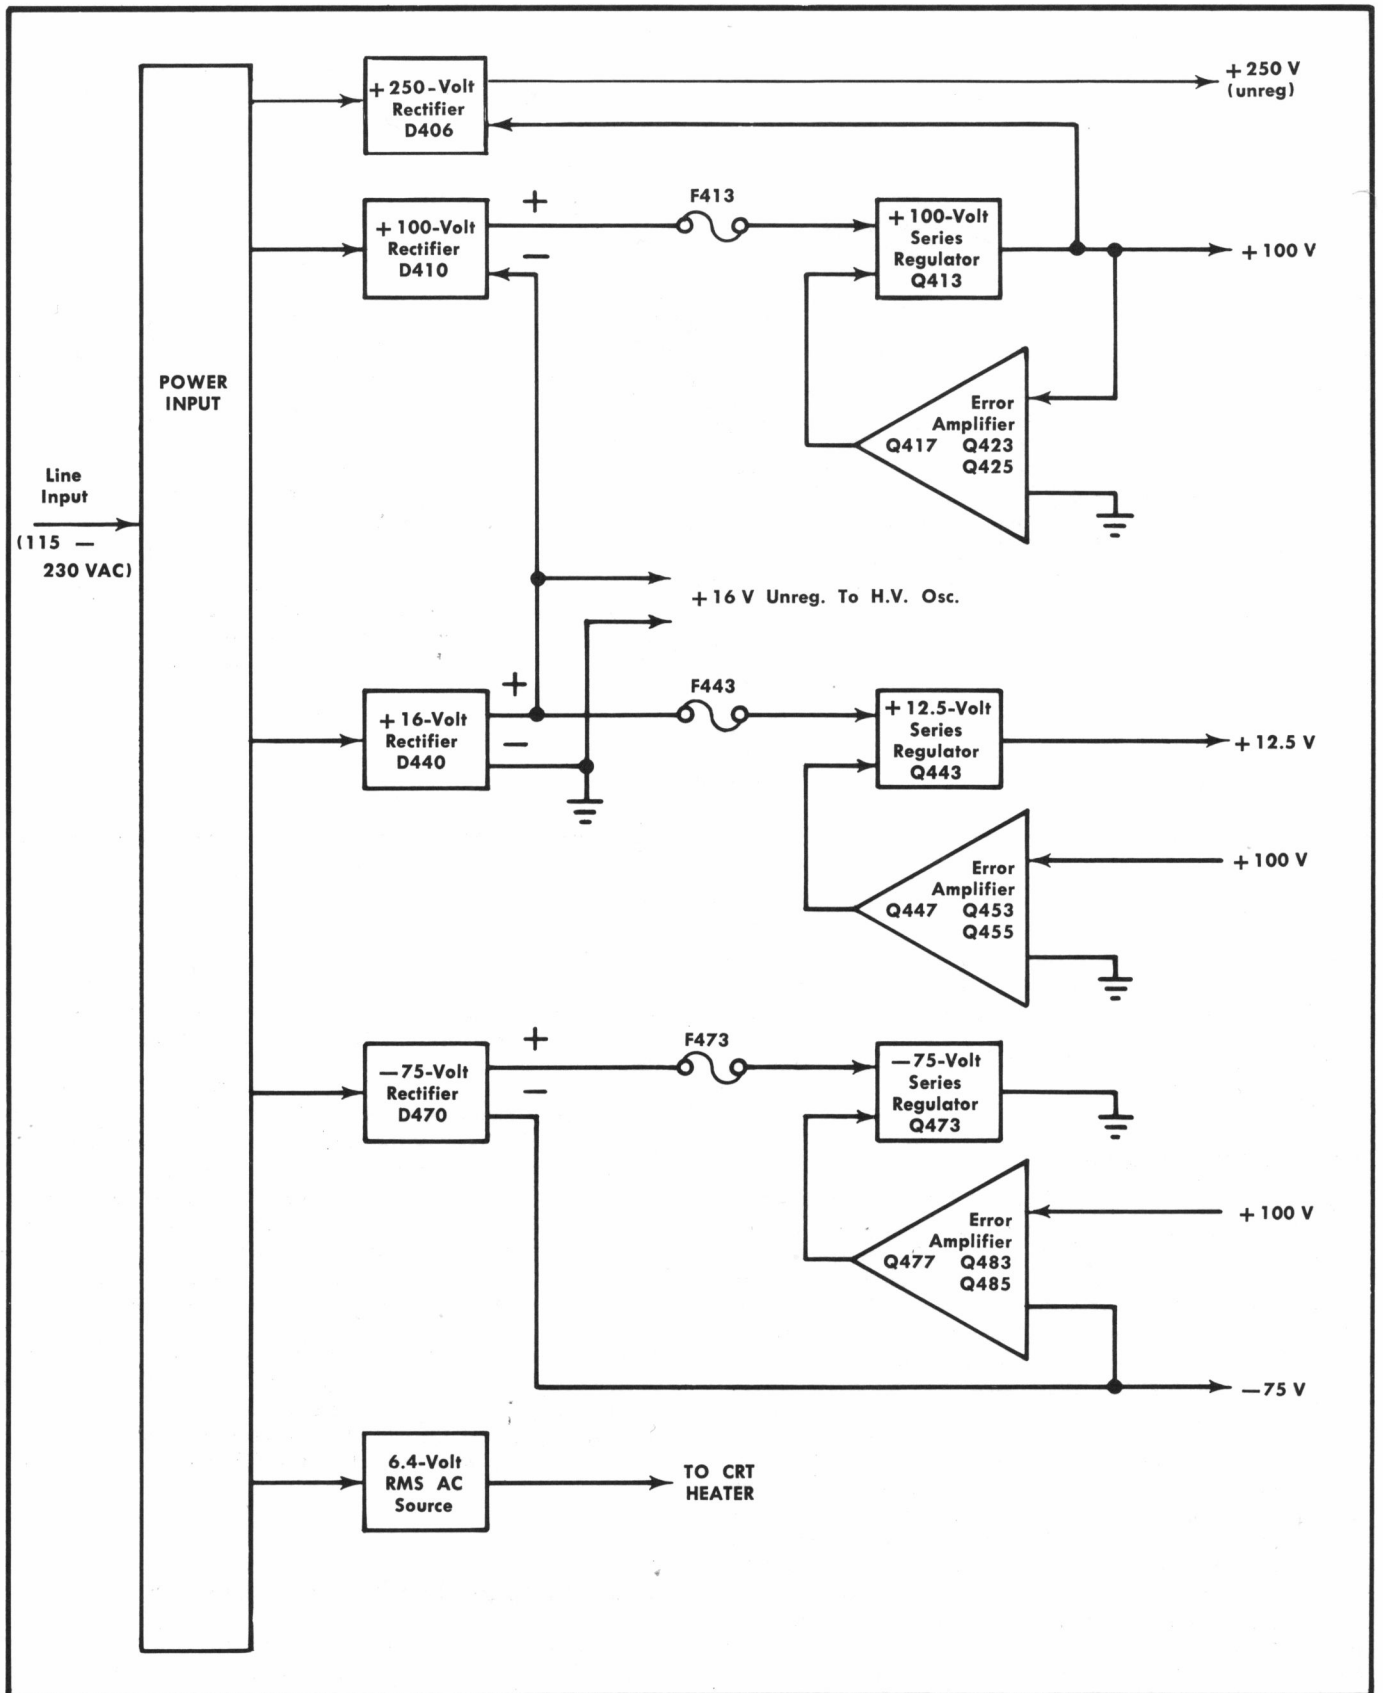 + 250-Volt
Rectifier
D406
+ 250 V
(unreg)
+ 100-Volt
Rectifier
D410
+
−
F413
+ 100-Volt
Series
Regulator
Q413
+ 100 V
POWER
INPUT
Error
Amplifier
Q417 Q423
Q425
Line
Input
(115 —
230 VAC)
+ 16 V Unreg. To H.V. Osc.
+ 16-Volt
Rectifier
D440
+
−
F443
+ 12.5-Volt
Series
Regulator
Q443
+ 12.5 V
Error
Amplifier
Q447 Q453
Q455
+ 100 V
−75-Volt
Rectifier
D470
+
−
F473
−75-Volt
Series
Regulator
Q473
Error
Amplifier
Q477 Q483
Q485
+ 100 V
−75 V
6.4-Volt
RMS AC
Source
TO CRT
HEATER